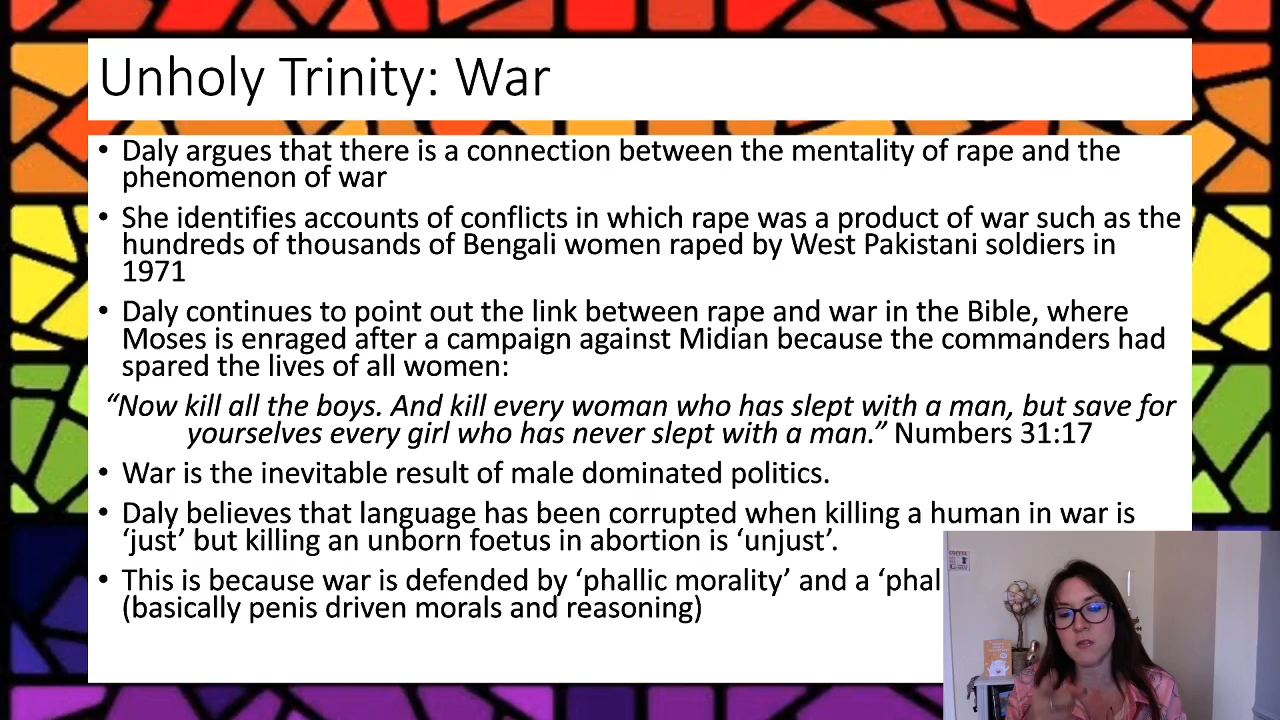 Unholy Trinity: War
• Daly argues that there is a connection between the mentality of rape and the
phenomenon of war
• She identifies accounts of conflicts in which rape was a product of war such as the
hundreds of thousands of Bengali women raped by West Pakistani soldiers in
1971
• Daly continues to point out the link between rape and war in the Bible, where
Moses is enraged after a campaign against Midian because the commanders had
spared the lives of all women:
“Now kill all the boys. And kill every woman who has slept with a man, but save for
yourselves every girl who has never slept with a man.” Numbers 31:17
• War is the inevitable result of male dominated politics.
• Daly believes that language has been corrupted when killing a human in war is
‘just’ but killing an unborn foetus in abortion is ‘unjust’.
• This is because war is defended by ‘phallic morality’ and a ‘phal
(basically penis driven morals and reasoning)